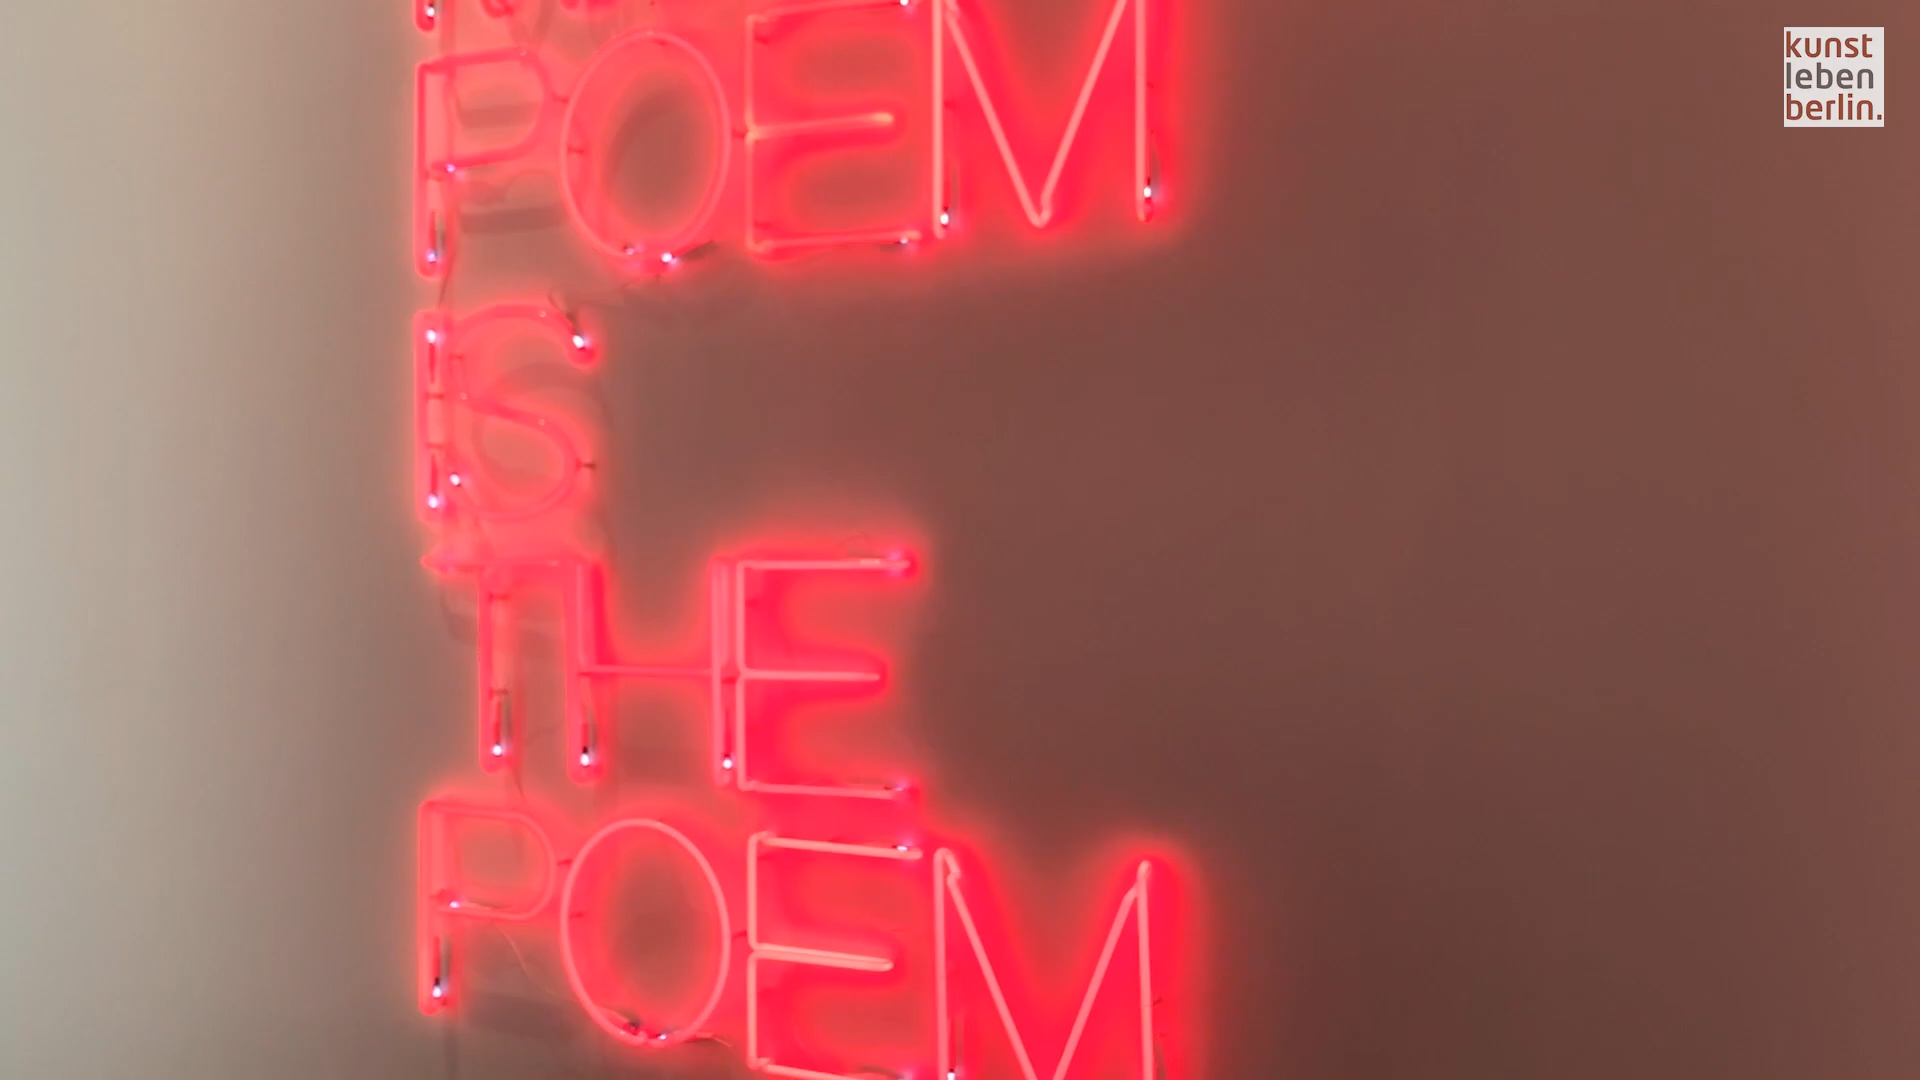 POEM
IS
THE
POEM
kunst
leben
berlin.